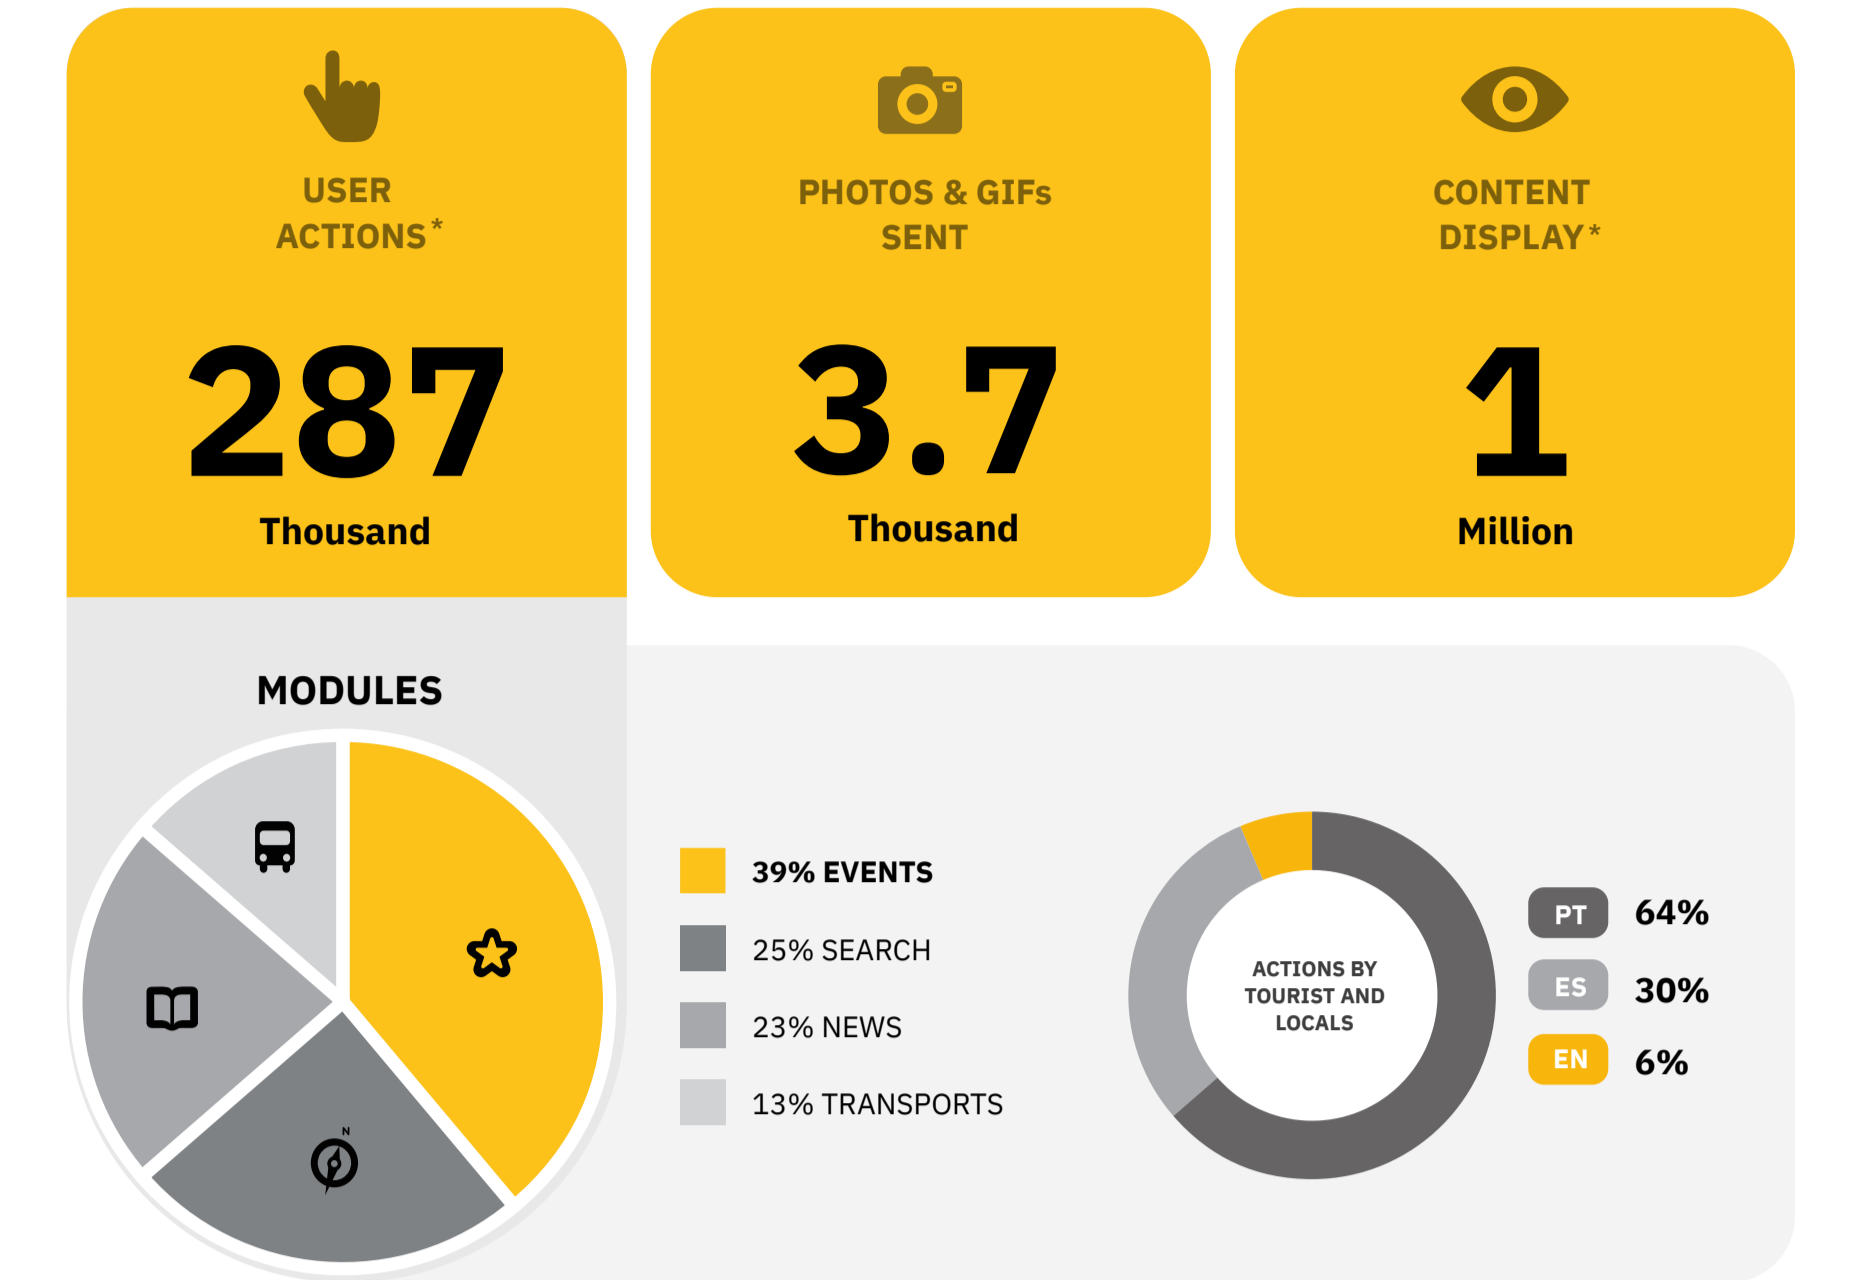 USER
ACTIONS*
287
Thousand
PHOTOS & GIFs
SENT
3.7
Thousand
CONTENT
DISPLAY*
1
Million
MODULES
N
39% EVENTS
25% SEARCH
23% NEWS
13% TRANSPORTS
ACTIONS BY
TOURIST AND
LOCALS
PT 64%
ES 30%
EN 6%